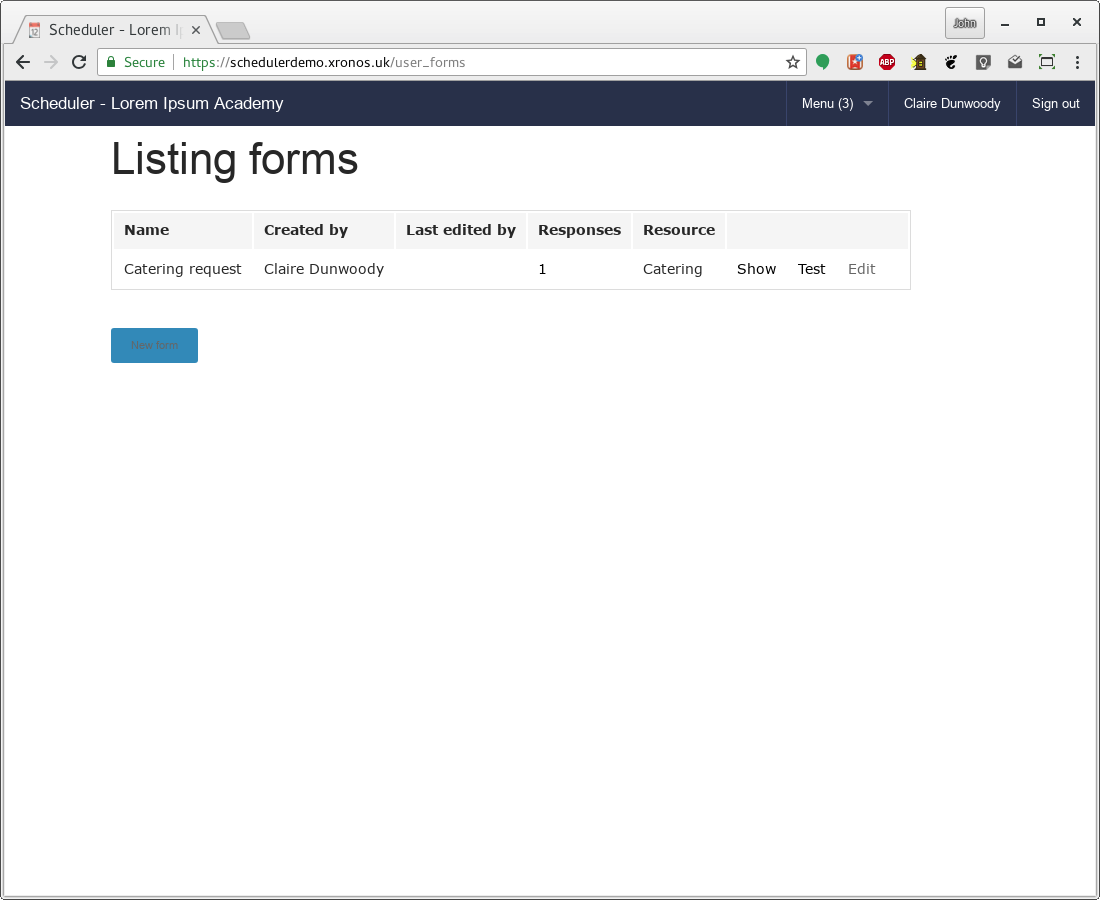 Scheduler - Lorem I
John
Secure https://schedulerdemo.xronos.uk/user_forms
ABP
Scheduler - Lorem Ipsum Academy Menu (3) Claire Dunwoody Sign out
Listing forms
Name Created by Last edited by Responses Resource
Catering request Claire Dunwoody 1 Catering Show Test Edit
New form